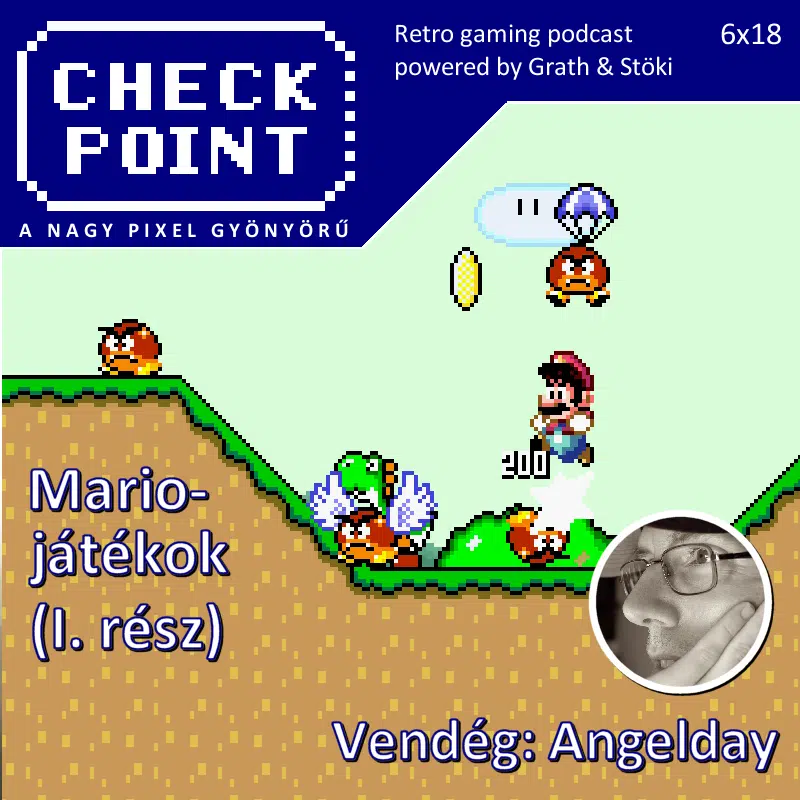 CHECK
POINT
A NAGY PIXEL GYÖNYÖRŰ
Retro gaming podcast
powered by Grath & Stöki
6x18
200
Mario-
játékok
(I. rész)
Vendég: Angelday